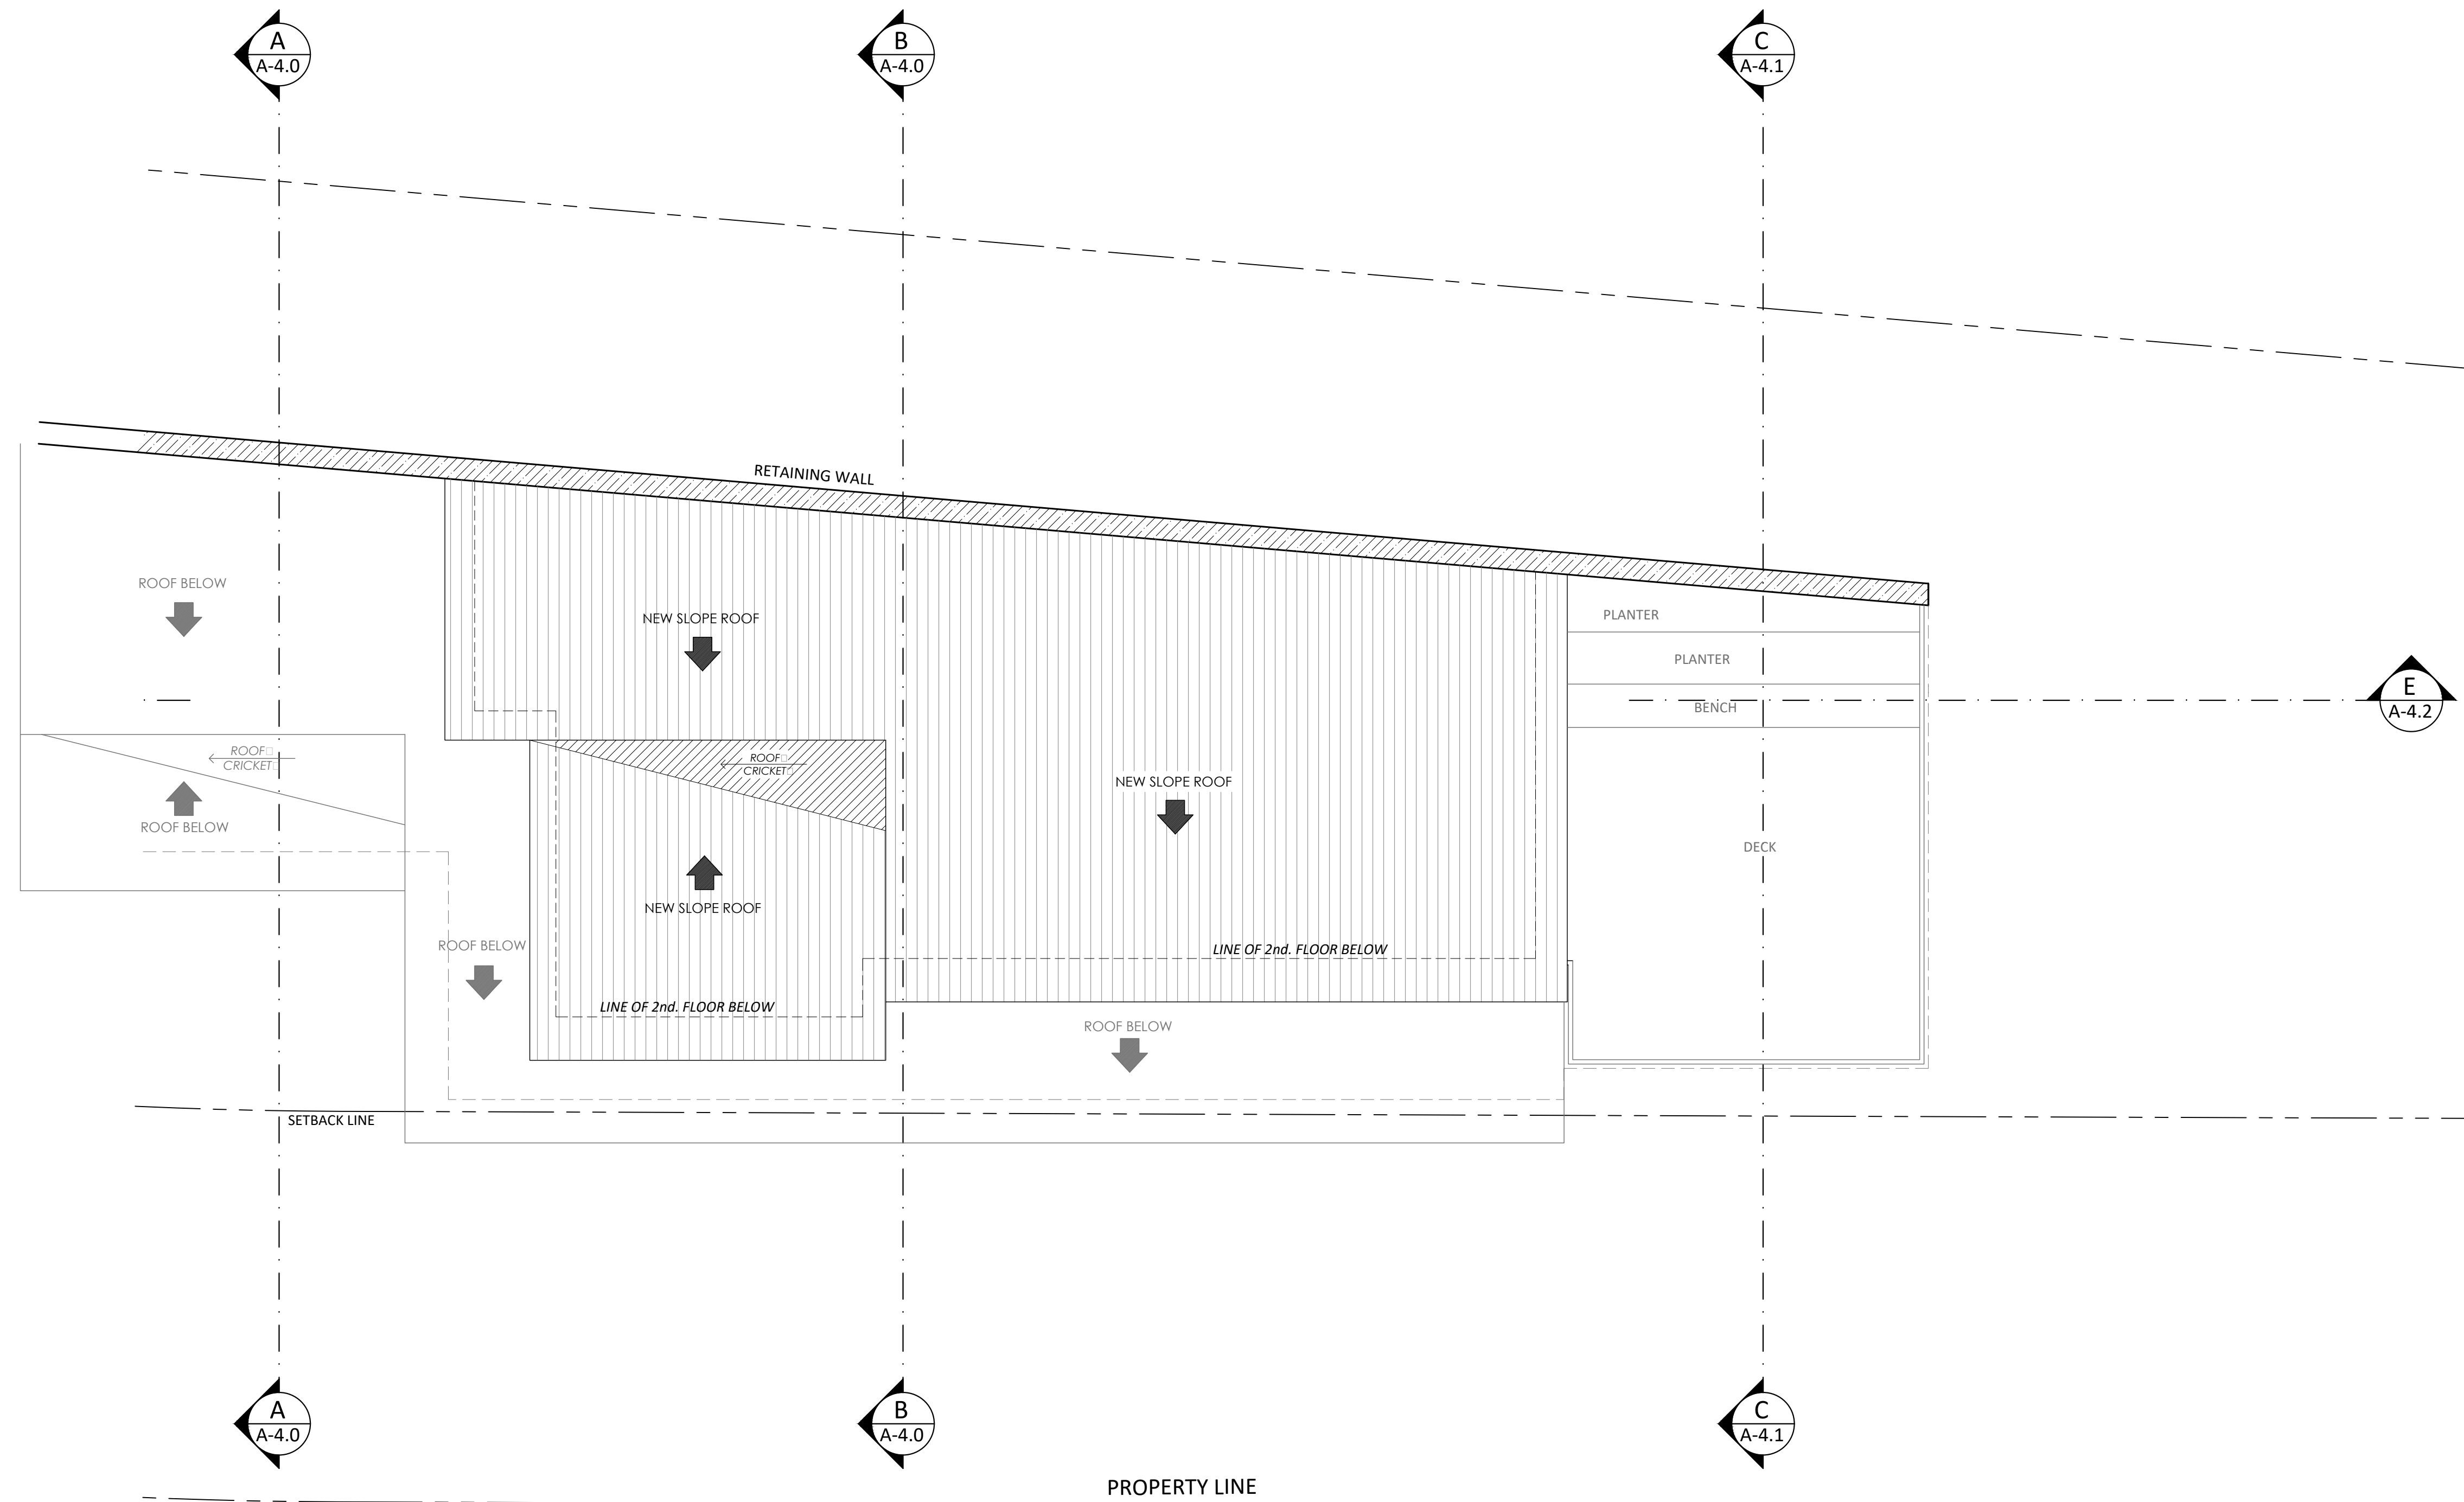 A
A-4.0
B
A-4.0
C
A-4.1
RETAINING WALL
ROOF BELOW
NEW SLOPE ROOF
PLANTER
PLANTER
BENCH
E
A-4.2
ROOF
CRICKET
ROOF
CRICKET
NEW SLOPE ROOF
ROOF BELOW
DECK
NEW SLOPE ROOF
ROOF BELOW
LINE OF 2nd. FLOOR BELOW
LINE OF 2nd. FLOOR BELOW
ROOF BELOW
SETBACK LINE
A
A-4.0
B
A-4.0
C
A-4.1
PROPERTY LINE